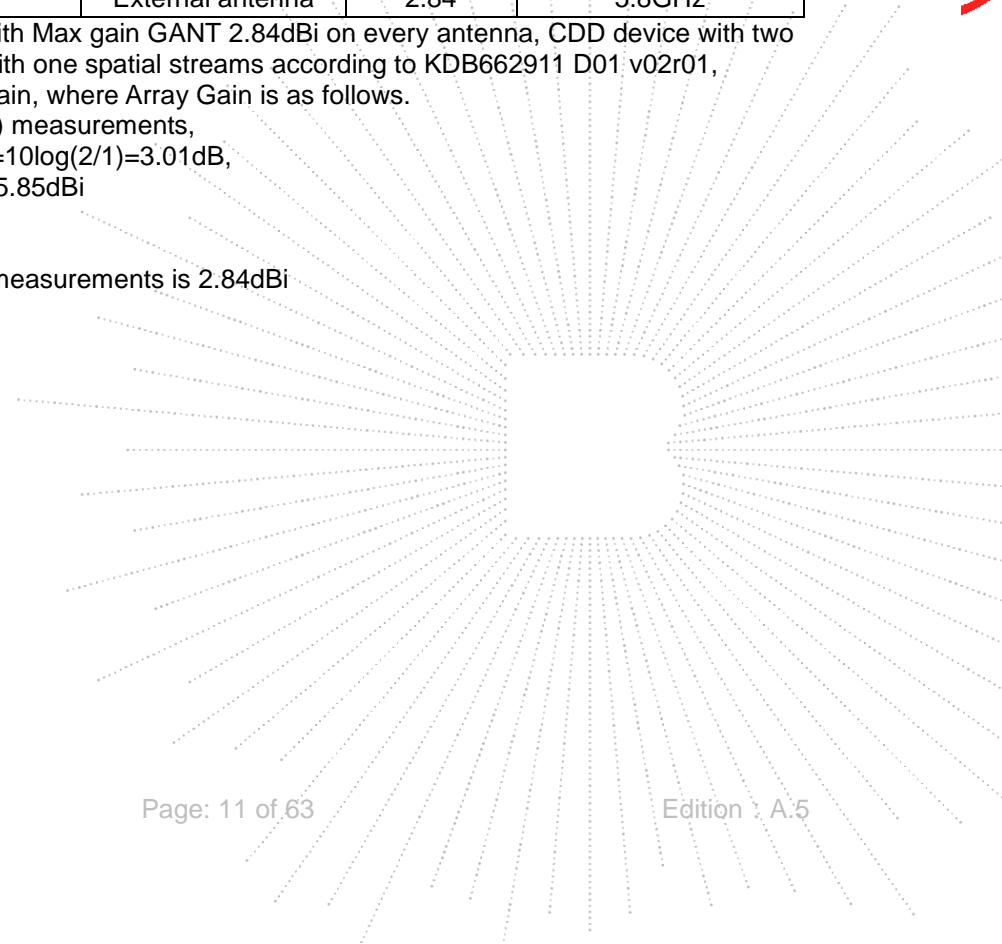 External antenna 2.84 5.8GHz
ith Max gain GANT 2.84dBi on every antenna, CDD device with two
ith one spatial streams according to KDB662911 D01 v02r01,
ain, where Array Gain is as follows.
) measurements,
=10log(2/1)=3.01dB,
5.85dBi
measurements is 2.84dBi
Page: 11 of 63 Edition : A.5